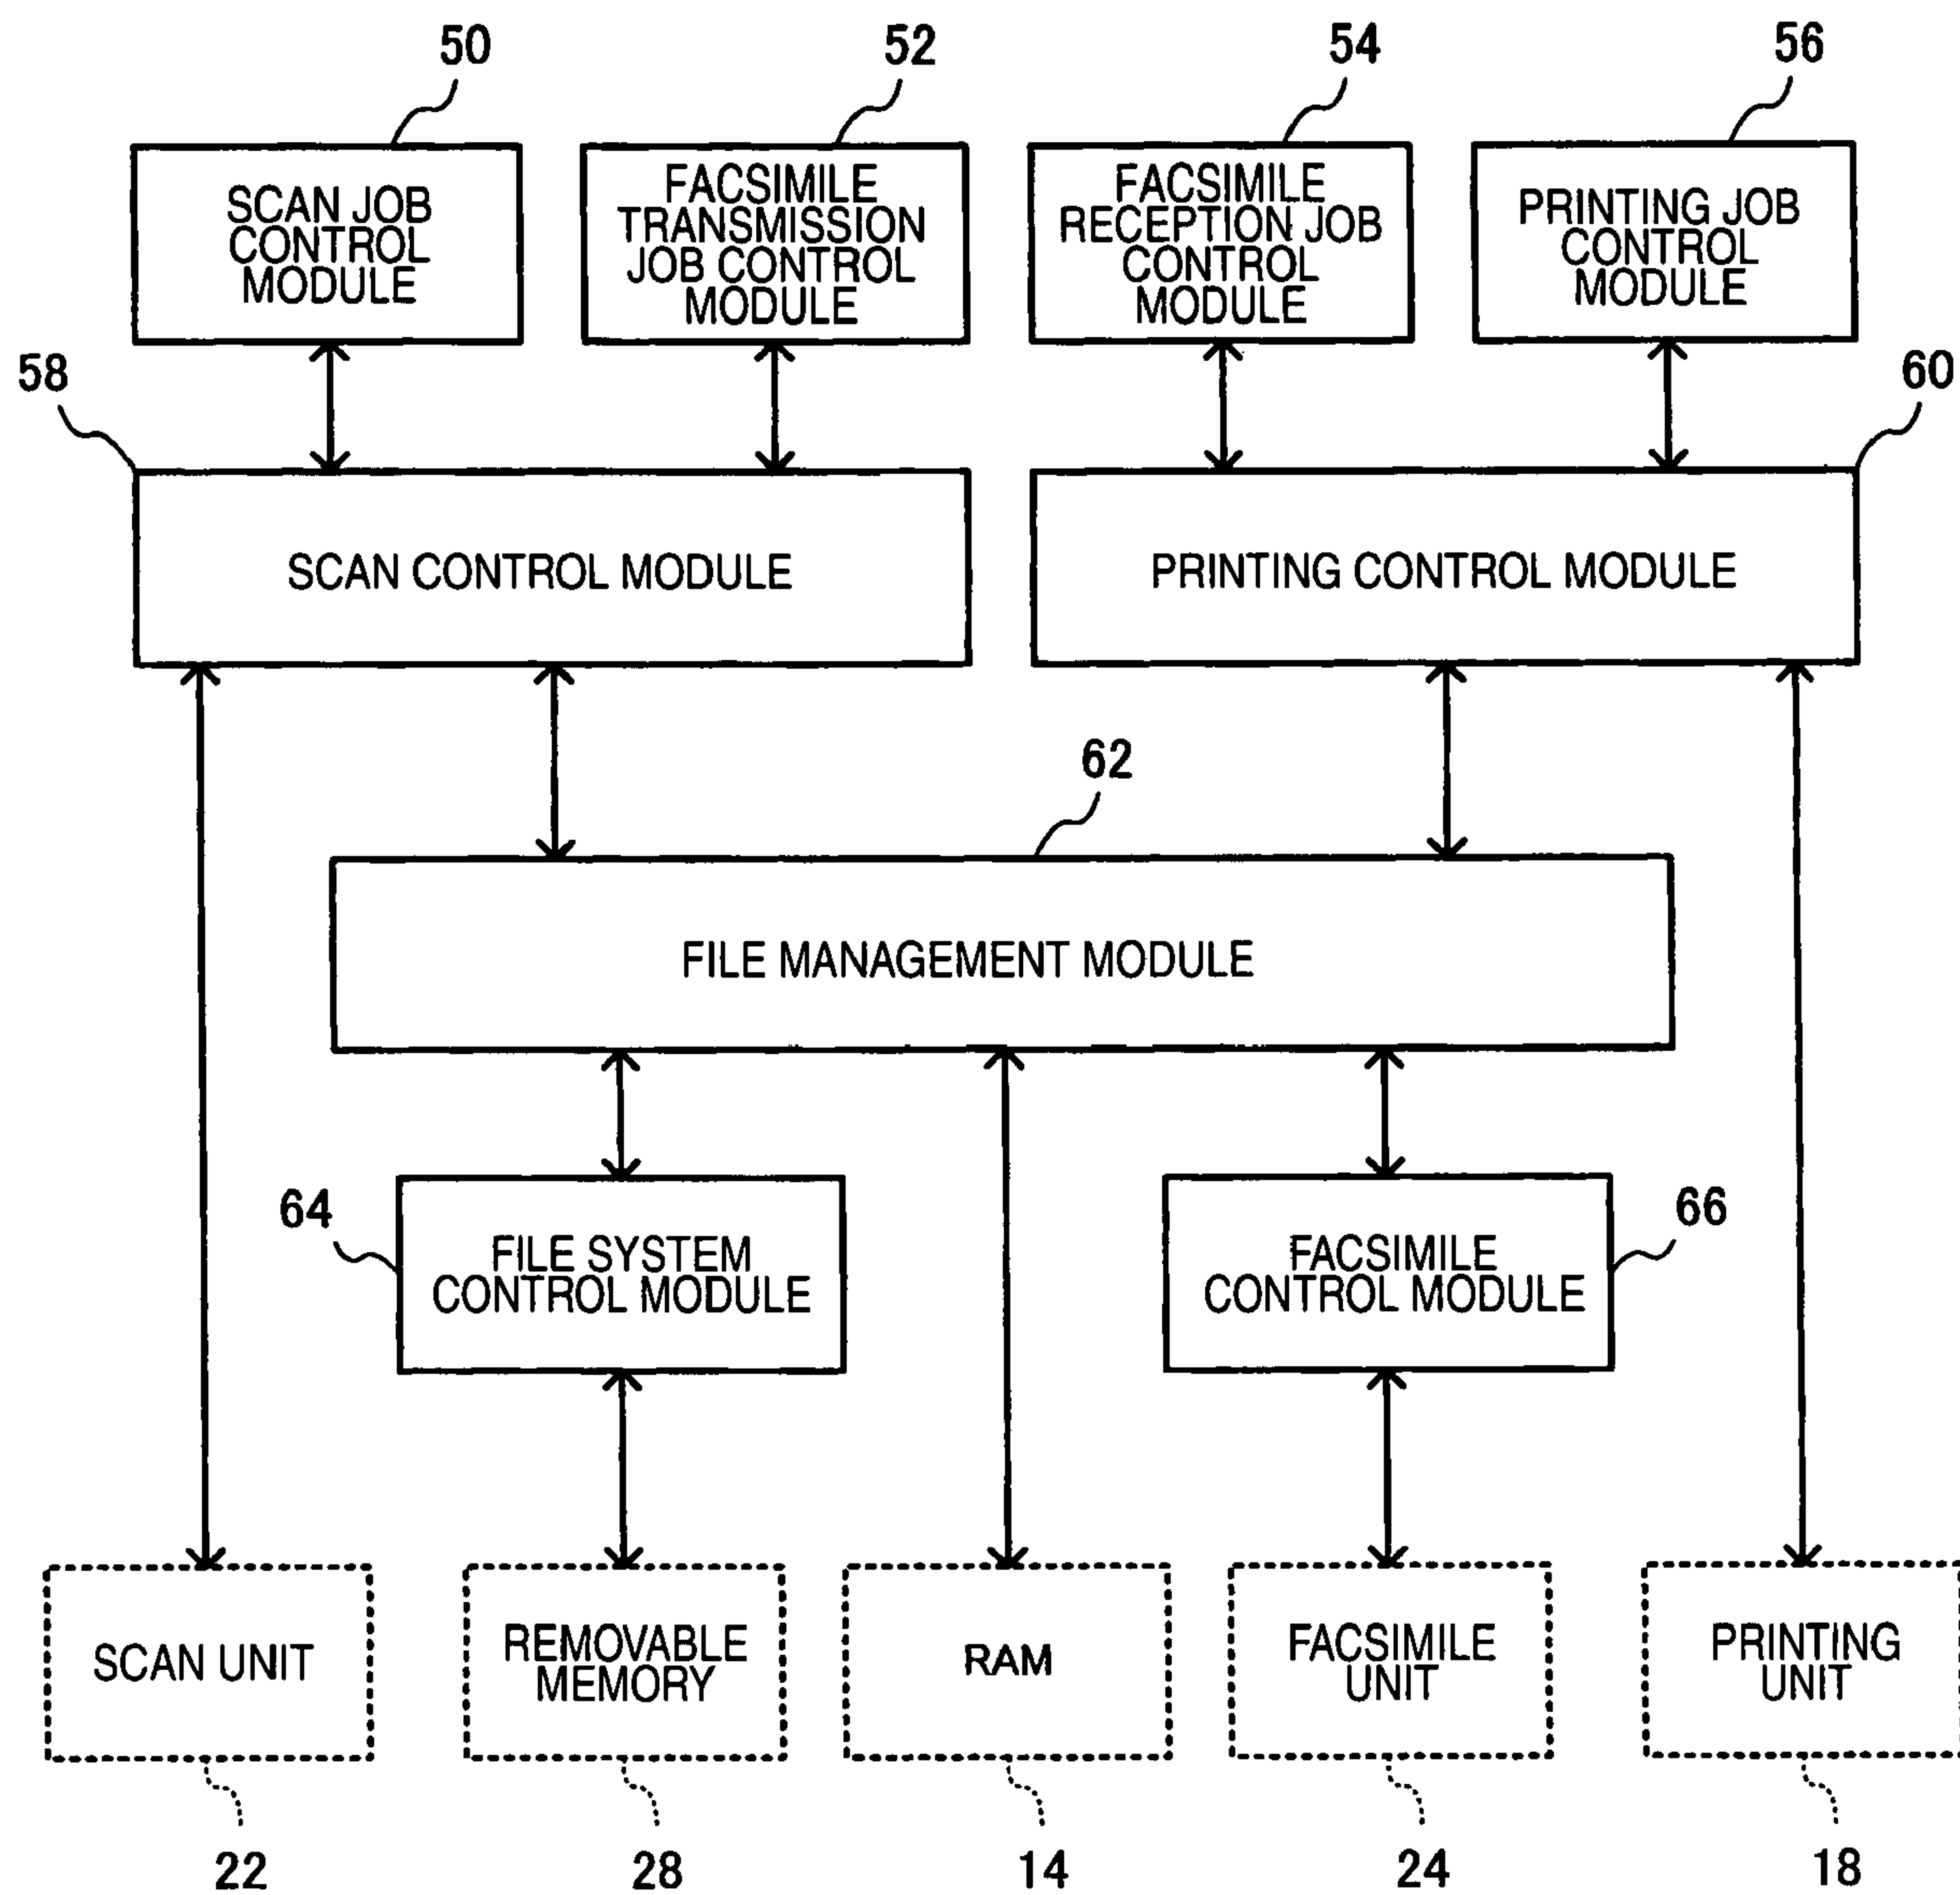 50
52
54
56
SCAN JOB
CONTROL
MODULE
FACSIMILE
TRANSMISSION
JOB CONTROL
MODULE
FACSIMILE
RECEPTION JOB
CONTROL
MODULE
PRINTING JOB
CONTROL
MODULE
58
60
SCAN CONTROL MODULE
PRINTING CONTROL MODULE
62
FILE MANAGEMENT MODULE
64
FILE SYSTEM
CONTROL MODULE
FACSIMILE
CONTROL MODULE
66
SCAN UNIT
REMOVABLE
MEMORY
RAM
FACSIMILE
UNIT
PRINTING
UNIT
22
28
14
24
18